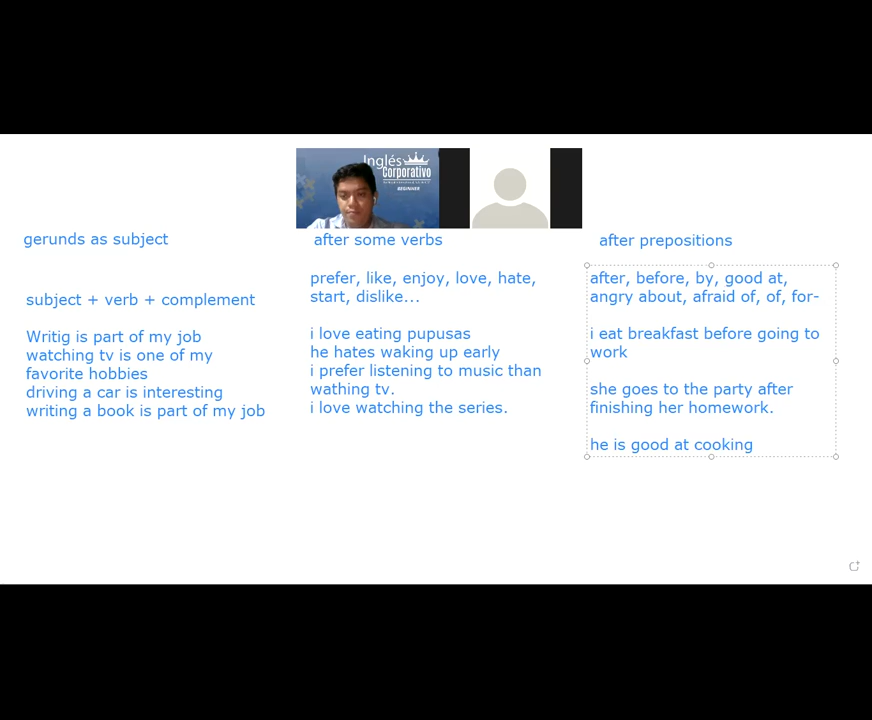 Inglés
Corporativo
BEGINNER
gerunds as subject
subject + verb + complement
Writig is part of my job
watching tv is one of my
favorite hobbies
driving a car is interesting
writing a book is part of my job
after some verbs
prefer, like, enjoy, love, hate,
start, dislike...
i love eating pupusas
he hates waking up early
i prefer listening to music than
wathing tv.
i love watching the series.
after prepositions
after, before, by, good at,
angry about, afraid of, of, for-
i eat breakfast before going to
work
she goes to the party after
finishing her homework.
he is good at cooking